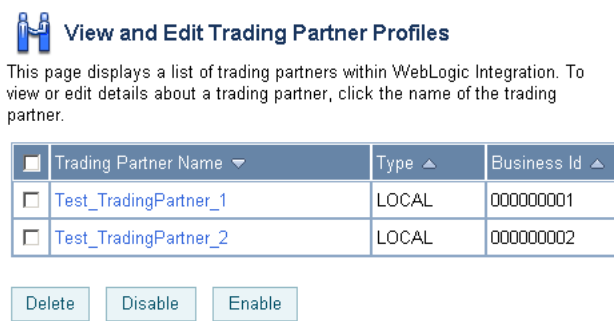 View and Edit Trading Partner Profiles
This page displays a list of trading partners within WebLogic Integration. To
view or edit details about a trading partner, click the name of the trading
partner.
Trading Partner Name Type Business Id
Test_TradingPartner_1 LOCAL 000000001
Test_TradingPartner_2 LOCAL 000000002
Delete Disable Enable